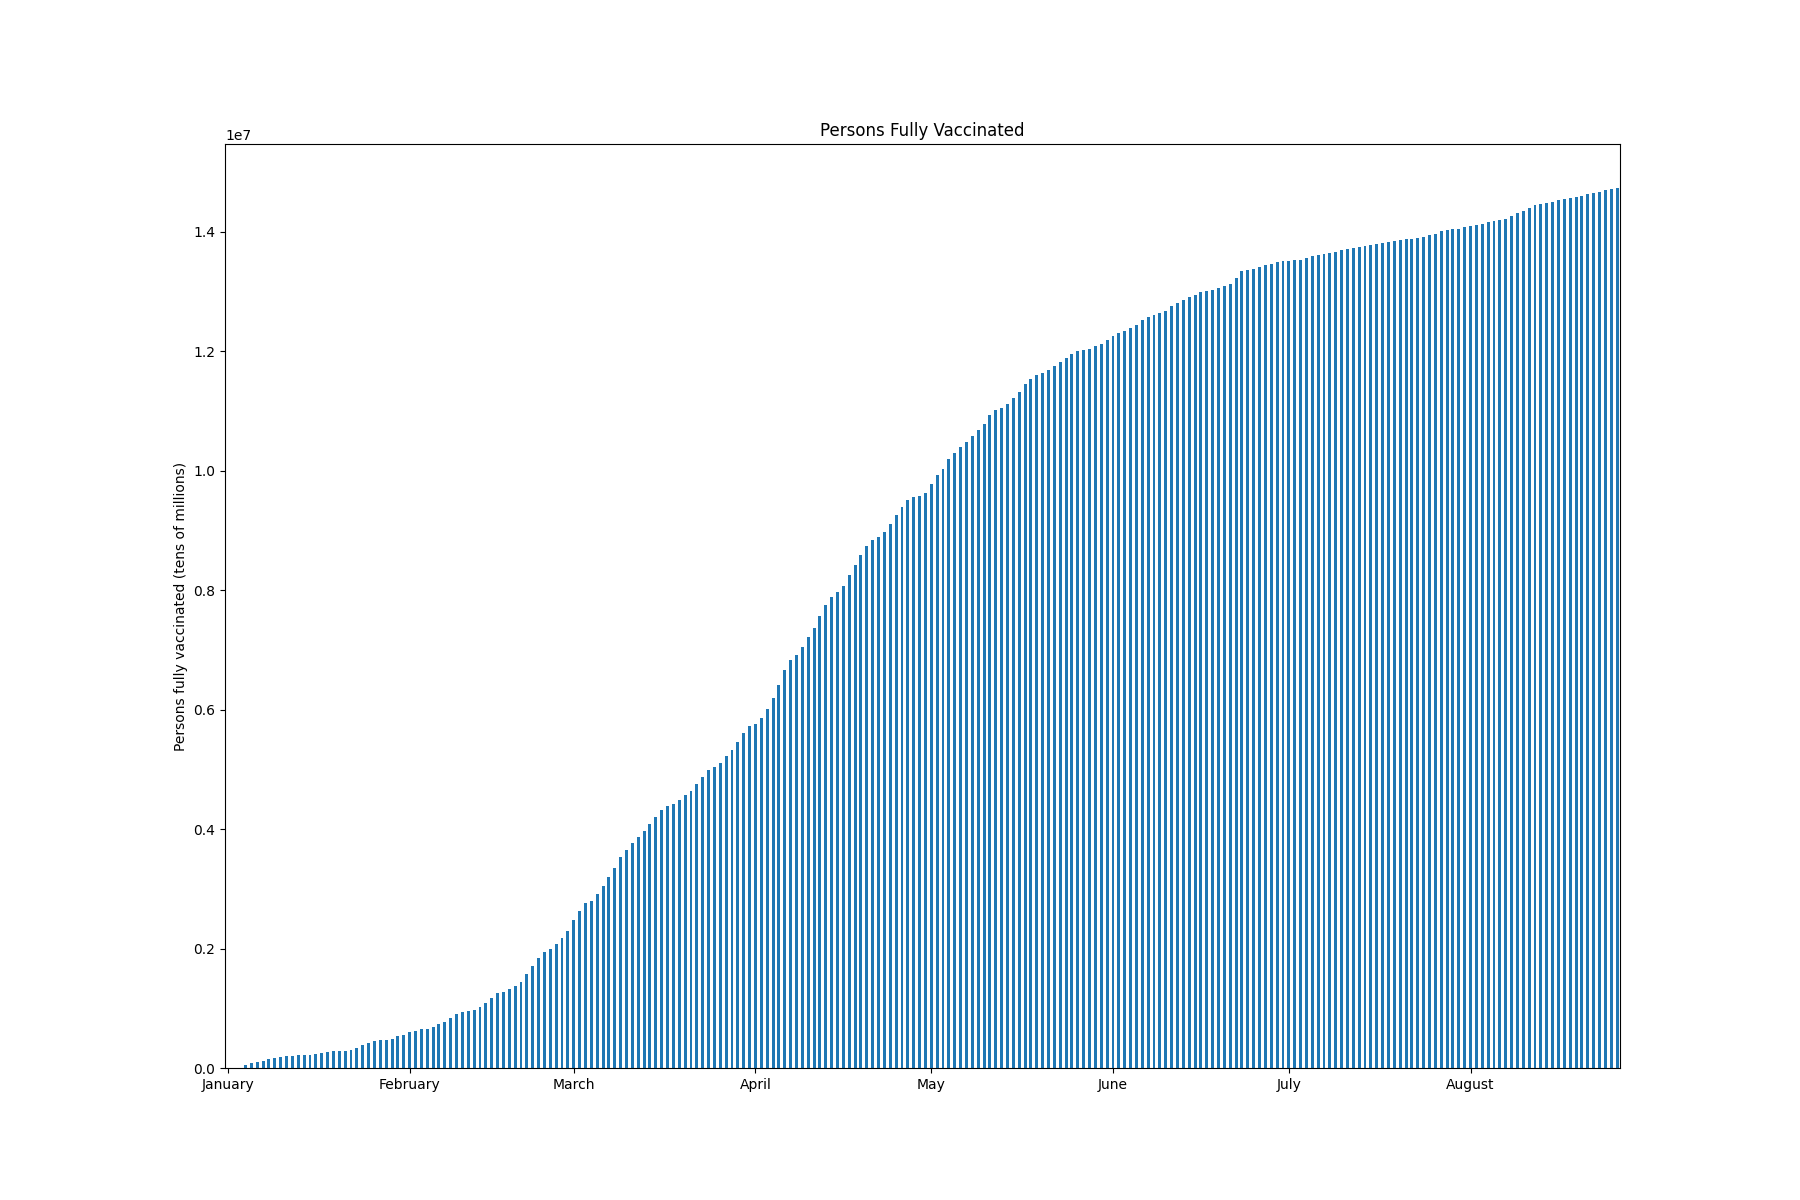 Persons Fully Vaccinated
1e7
1.4
1.2
1.0
0.8
0.6
0.4
0.2
0.0
Persons fully vaccinated (tens of millions)
January February March April May June July August